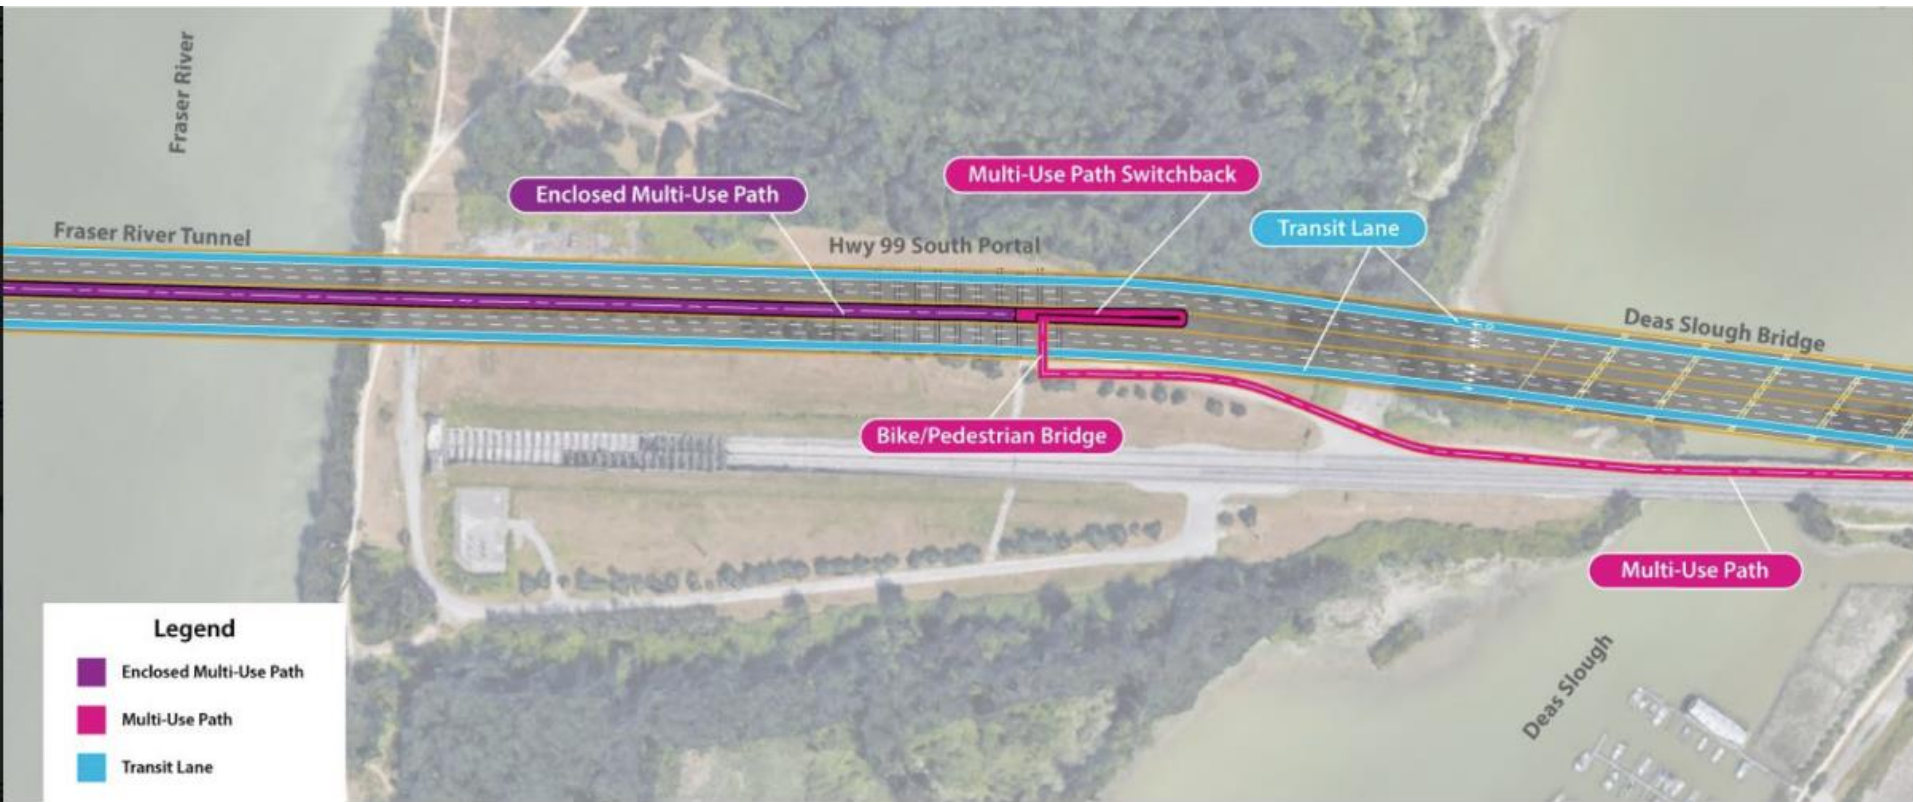 Fraser River
Enclosed Multi-Use Path
Multi-Use Path Switchback
Transit Lane
Fraser River Tunnel
Hwy 99 South Portal
Deas Slough Bridge
Bike/Pedestrian Bridge
Multi-Use Path
Deas Slough
Legend
Enclosed Multi-Use Path
Multi-Use Path
Transit Lane